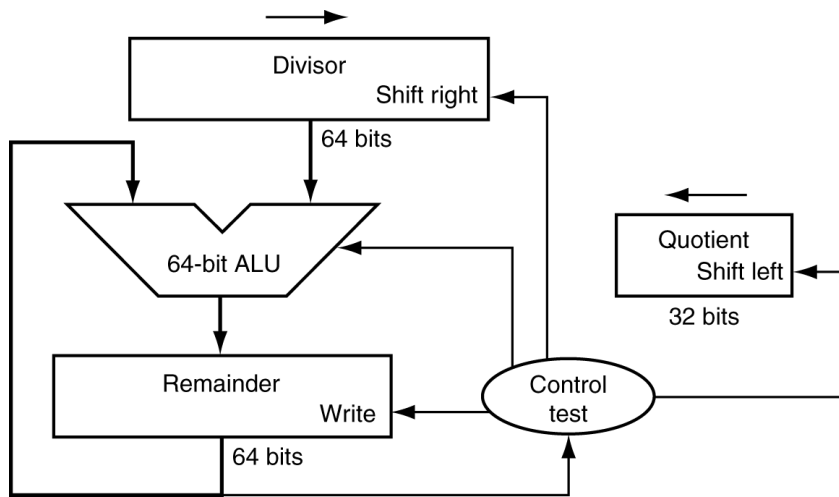 Divisor
Shift right
64 bits
64-bit ALU
Quotient
Shift left
32 bits
Remainder
Write
Control
test
64 bits